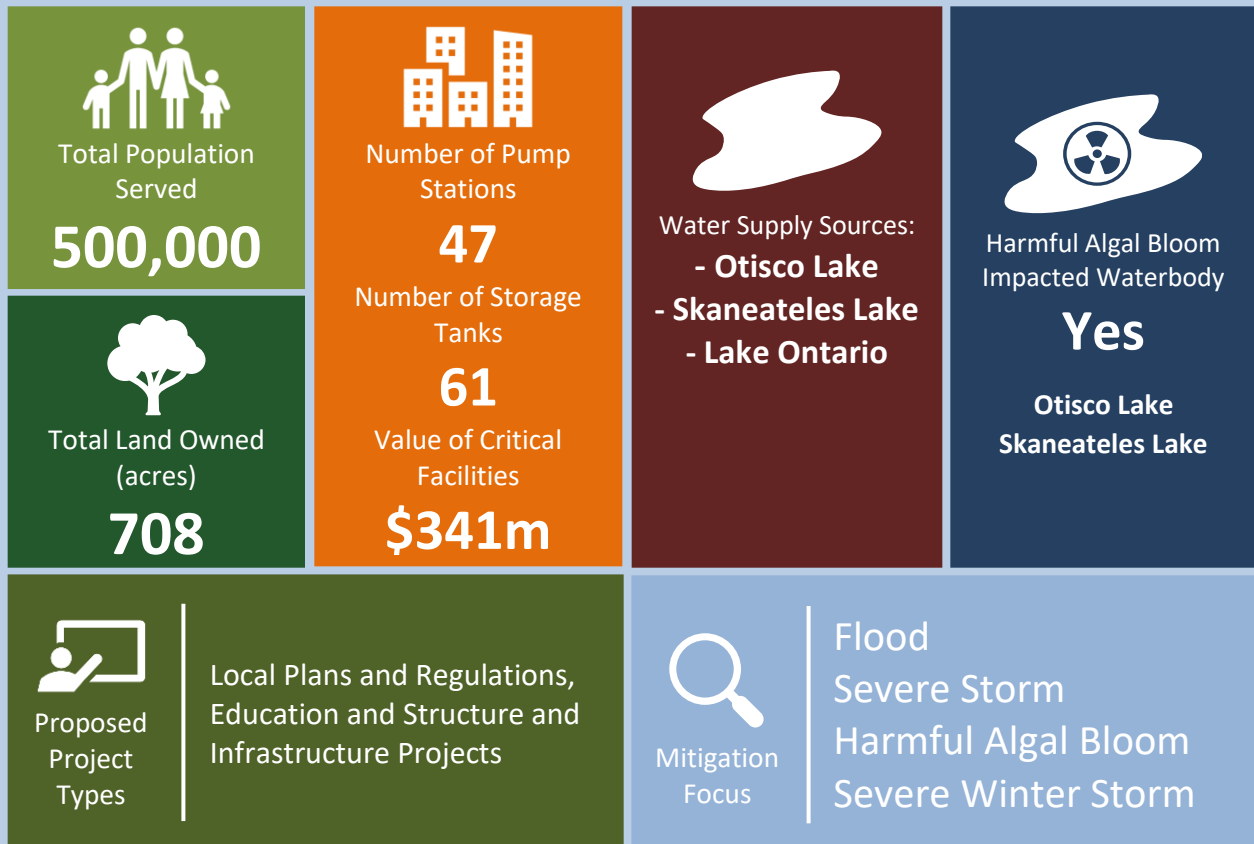 Total Population
Served
500,000
Total Land Owned
(acres)
708
Number of Pump
Stations
47
Number of Storage
Tanks
61
Value of Critical
Facilities
$341m
Water Supply Sources:
- Otisco Lake
- Skaneateles Lake
- Lake Ontario
Harmful Algal Bloom
Impacted Waterbody
Yes
Otisco Lake
Skaneateles Lake
Proposed
Project
Types
Local Plans and Regulations,
Education and Structure and
Infrastructure Projects
Mitigation
Focus
Flood
Severe Storm
Harmful Algal Bloom
Severe Winter Storm